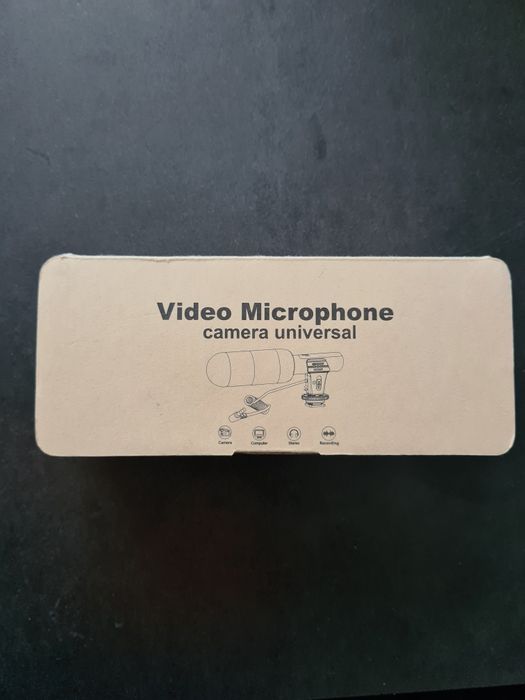 Video Microphone
camera universal
Camera Computer Stereo Recording